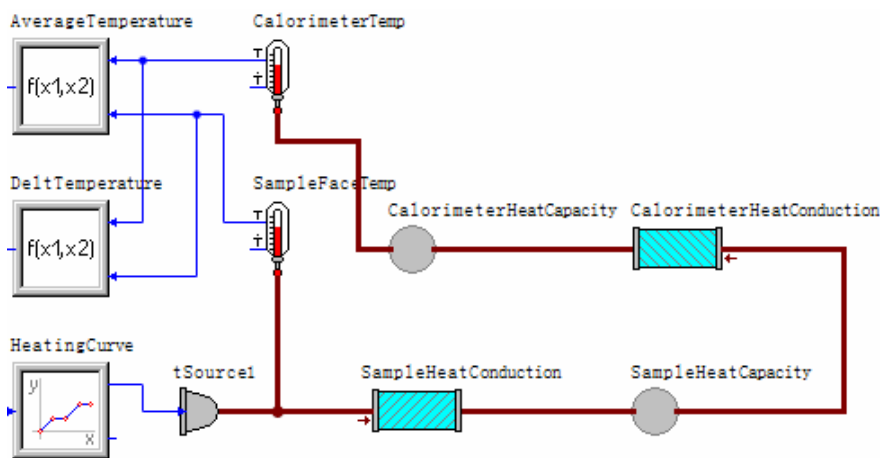 AverageTemperature
CalorimeterTemp
f(x1,x2)
T
Ṫ
DeltTemperature
SampleFaceTemp
CalorimeterHeatCapacity
CalorimeterHeatConduction
f(x1,x2)
T
Ṫ
HeatingCurve
tSource1
SampleHeatConduction
SampleHeatCapacity
y
x